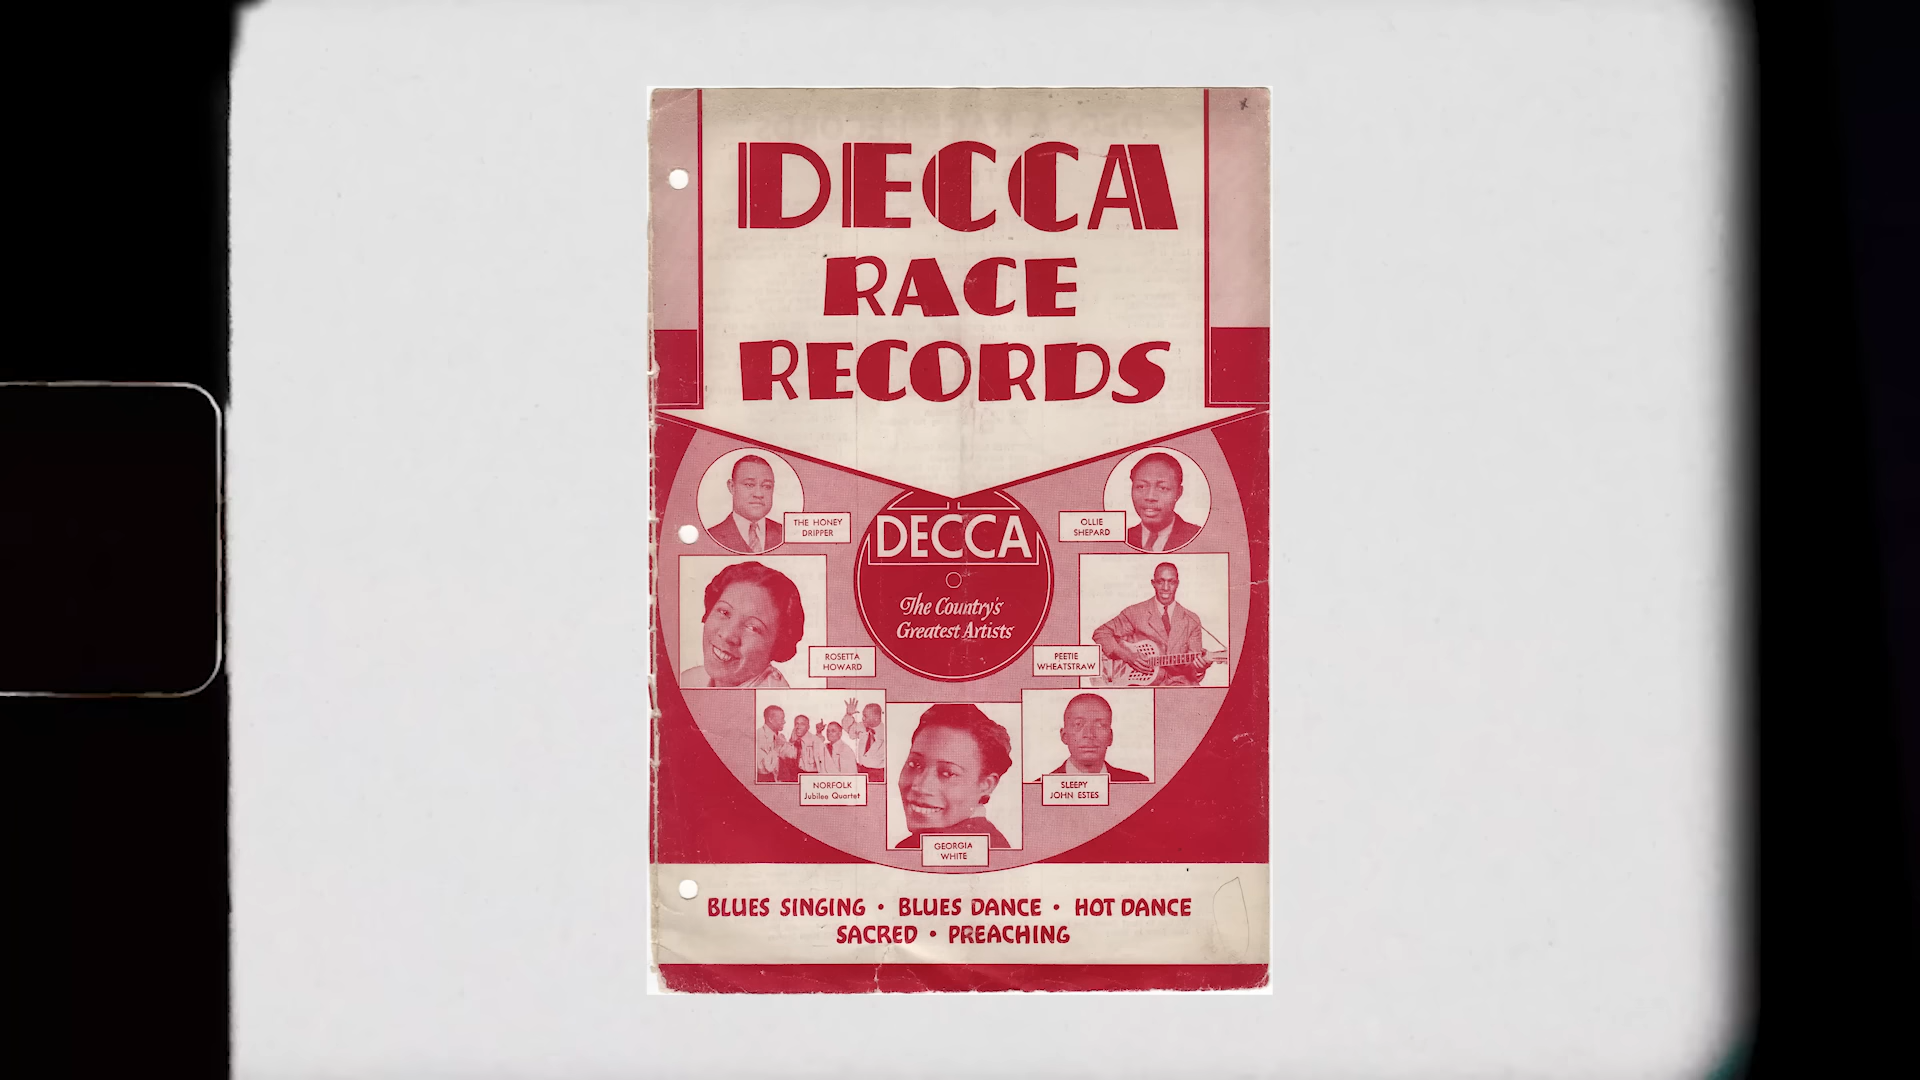 DECCA
RACE
RECORDS
THE HONEY
DRIPPER
OLLIE
SHEPARD
DECCA
The Country's
Greatest Artists
ROSETTA
HOWARD
PEETIE
WHEATSTRAW
NORFOLK
Jubilee Quartet
SLEEPY
JOHN ESTES
GEORGIA
WHITE
BLUES SINGING • BLUES DANCE • HOT DANCE
SACRED • PREACHING